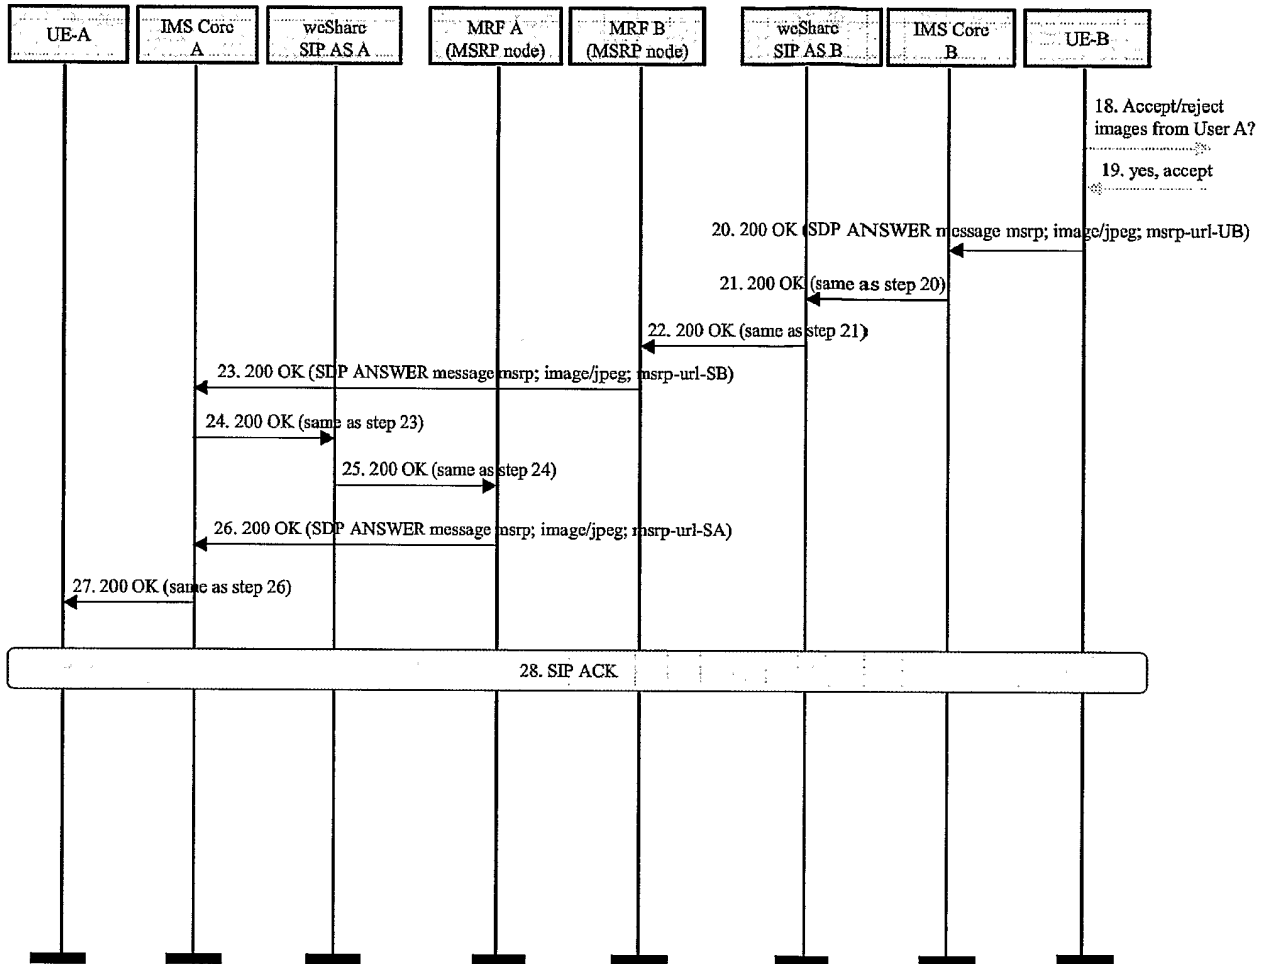 UE-A
IMS Core
A
weShare
SIP AS A
MRF A
(MSRP node)
MRF B
(MSRP node)
weShare
SIP AS B
IMS Core
B
UE-B
18. Accept/reject
images from User A?
19. yes, accept
20. 200 OK (SDP ANSWER message msrp; image/jpeg; msrp-url-UB)
21. 200 OK (same as step 20)
22. 200 OK (same as step 21)
23. 200 OK (SDP ANSWER message msrp; image/jpeg; msrp-url-SB)
24. 200 OK (same as step 23)
25. 200 OK (same as step 24)
26. 200 OK (SDP ANSWER message msrp; image/jpeg; msrp-url-SA)
27. 200 OK (same as step 26)
28. SIP ACK